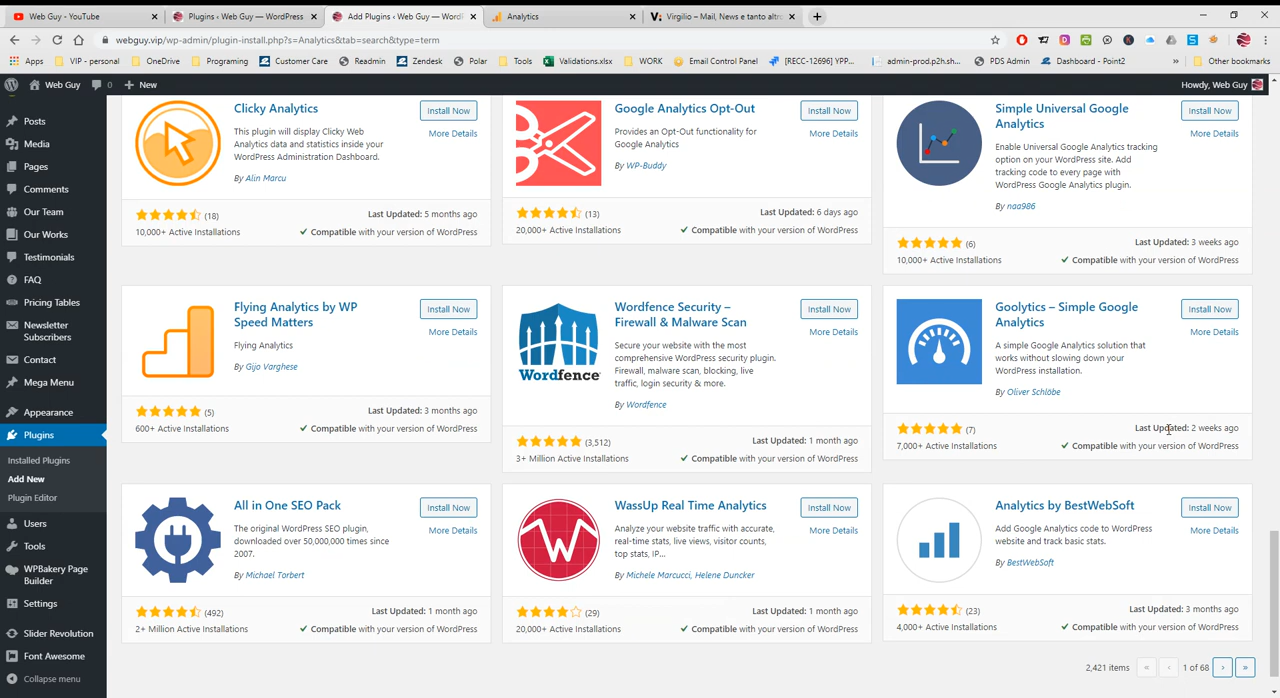 Web Guy - YouTube
Plugins ‹ Web Guy — WordPress
Add Plugins ‹ Web Guy — WordPr
Analytics
Virgilio – Mail, News e tanto altro
webguy.vip/wp-admin/plugin-install.php?s=Analytics&tab=search&type=term
Apps
VIP - personal
OneDrive
Programing
Customer Care
Readmin
Zendesk
Polar
Tools
Validations.xlsx
WORK
Email Control Panel
[RECC-12696] YPP...
admin-prod.p2h.sh...
PDS Admin
Dashboard - Point2
»
Other bookmarks
Web Guy
0
New
Howdy, Web Guy
Posts
Media
Pages
Comments
Our Team
Our Works
Testimonials
FAQ
Pricing Tables
Newsletter
Subscribers
Contact
Mega Menu
Appearance
Plugins
Installed Plugins
Add New
Plugin Editor
Users
Tools
WPBakery Page
Builder
Settings
Slider Revolution
Font Awesome
Collapse menu
Clicky Analytics
Install Now
More Details
This plugin will display Clicky Web
Analytics data and statistics inside your
WordPress Administration Dashboard.
By Alin Marcu
(18)
Last Updated: 5 months ago
10,000+ Active Installations
Compatible with your version of WordPress
Google Analytics Opt-Out
Install Now
More Details
Provides an Opt-Out functionality for
Google Analytics
By WP-Buddy
(13)
Last Updated: 6 days ago
20,000+ Active Installations
Compatible with your version of WordPress
Simple Universal Google
Analytics
Install Now
More Details
Enable Universal Google Analytics tracking
option on your WordPress site. Add
tracking code to every page with
WordPress Google Analytics plugin.
By naa986
(6)
Last Updated: 3 weeks ago
10,000+ Active Installations
Compatible with your version of WordPress
Flying Analytics by WP
Speed Matters
Install Now
More Details
Flying Analytics
By Gijo Varghese
(5)
Last Updated: 3 months ago
600+ Active Installations
Compatible with your version of WordPress
Wordfence
Wordfence Security –
Firewall & Malware Scan
Install Now
More Details
Secure your website with the most
comprehensive WordPress security plugin.
Firewall, malware scan, blocking, live
traffic, login security & more.
By Wordfence
(3,512)
Last Updated: 1 month ago
3+ Million Active Installations
Compatible with your version of WordPress
Goolytics – Simple Google
Analytics
Install Now
More Details
A simple Google Analytics solution that
works without slowing down your
WordPress installation.
By Oliver Schlöbe
(7)
Last Updated: 2 weeks ago
7,000+ Active Installations
Compatible with your version of WordPress
All in One SEO Pack
Install Now
More Details
The original WordPress SEO plugin,
downloaded over 50,000,000 times since
2007.
By Michael Torbert
(492)
Last Updated: 1 month ago
2+ Million Active Installations
Compatible with your version of WordPress
WassUp Real Time Analytics
Install Now
More Details
Analyze your website traffic with accurate,
real-time stats, live views, visitor counts,
top stats, IP...
By Michele Marcucci, Helene Duncker
(29)
Last Updated: 1 month ago
20,000+ Active Installations
Compatible with your version of WordPress
Analytics by BestWebSoft
Install Now
More Details
Add Google Analytics code to WordPress
website and track basic stats.
By BestWebSoft
(23)
Last Updated: 3 months ago
4,000+ Active Installations
Compatible with your version of WordPress
2,421 items « ‹ 1 of 68 › »